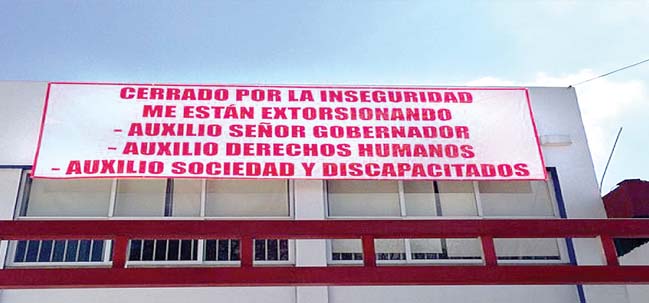 CERRADO POR LA INSEGURIDAD
ME ESTÁN EXTORSIONANDO
- AUXILIO SEÑOR GOBERNADOR
- AUXILIO DERECHOS HUMANOS
- AUXILIO SOCIEDAD Y DISCAPACITADOS